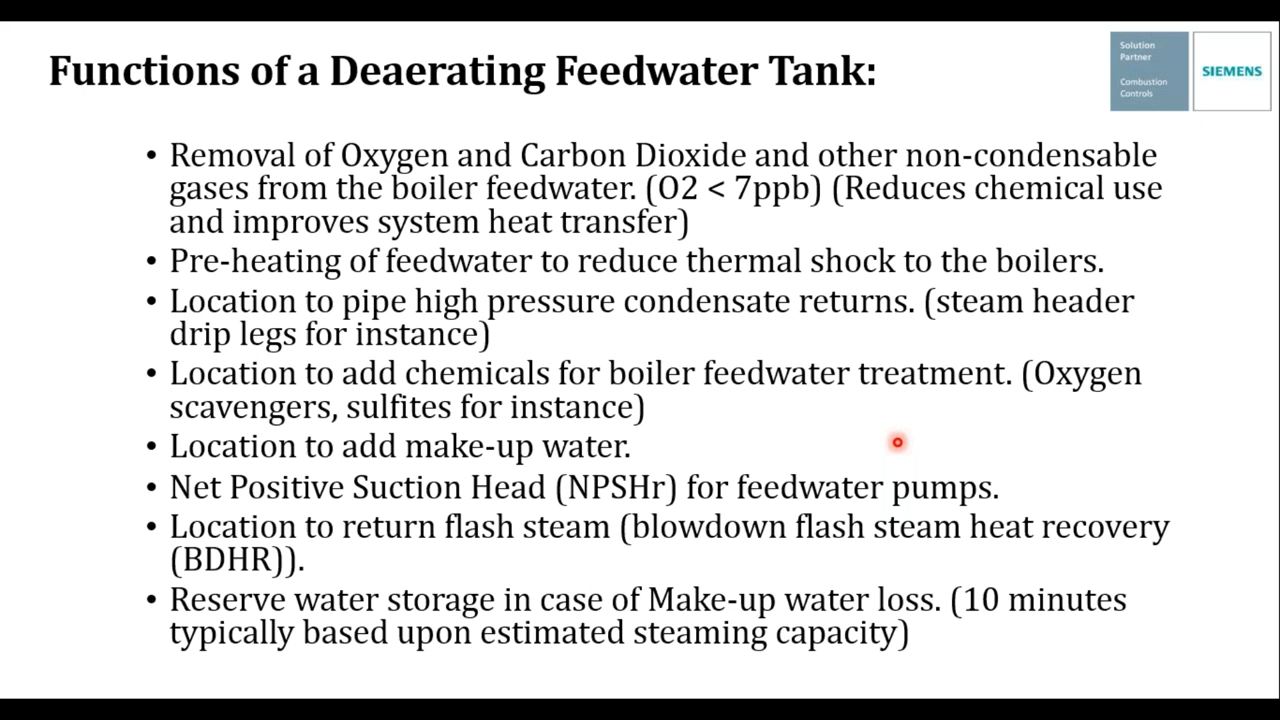 Functions of a Deaerating Feedwater Tank:
Solution
Partner
Combustion
Controls
SIEMENS
• Removal of Oxygen and Carbon Dioxide and other non-condensable
gases from the boiler feedwater. (O2 < 7ppb) (Reduces chemical use
and improves system heat transfer)
• Pre-heating of feedwater to reduce thermal shock to the boilers.
• Location to pipe high pressure condensate returns. (steam header
drip legs for instance)
• Location to add chemicals for boiler feedwater treatment. (Oxygen
scavengers, sulfites for instance)
• Location to add make-up water.
• Net Positive Suction Head (NPSHr) for feedwater pumps.
• Location to return flash steam (blowdown flash steam heat recovery
(BDHR)).
• Reserve water storage in case of Make-up water loss. (10 minutes
typically based upon estimated steaming capacity)